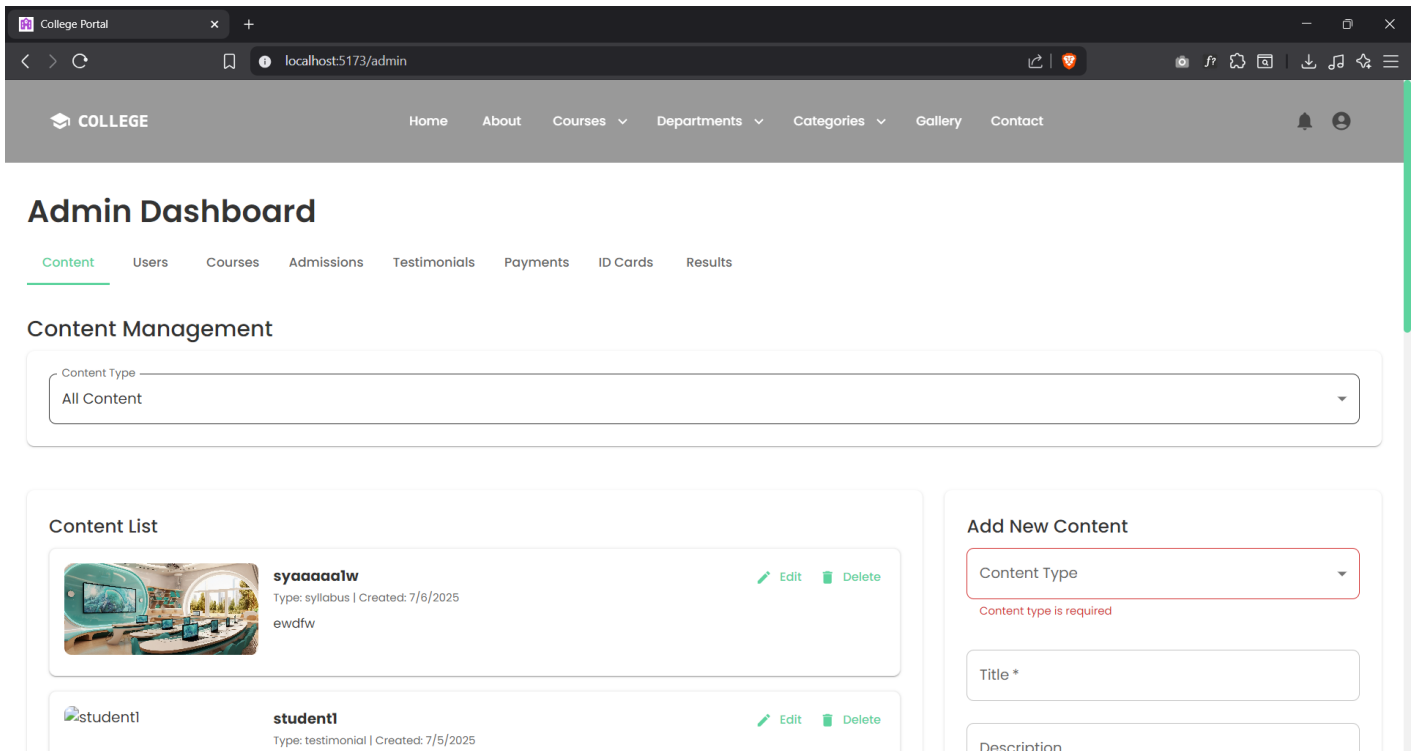 College Portal
localhost:5173/admin
COLLEGE Home About Courses Departments Categories Gallery Contact
Admin Dashboard
Content Users Courses Admissions Testimonials Payments ID Cards Results
Content Management
Content Type
All Content
Content List
syaaaaa1w
Type: syllabus | Created: 7/6/2025
ewdfw
Edit Delete
student1
student1
Type: testimonial | Created: 7/5/2025
Edit Delete
Add New Content
Content Type
Content type is required
Title *
Description